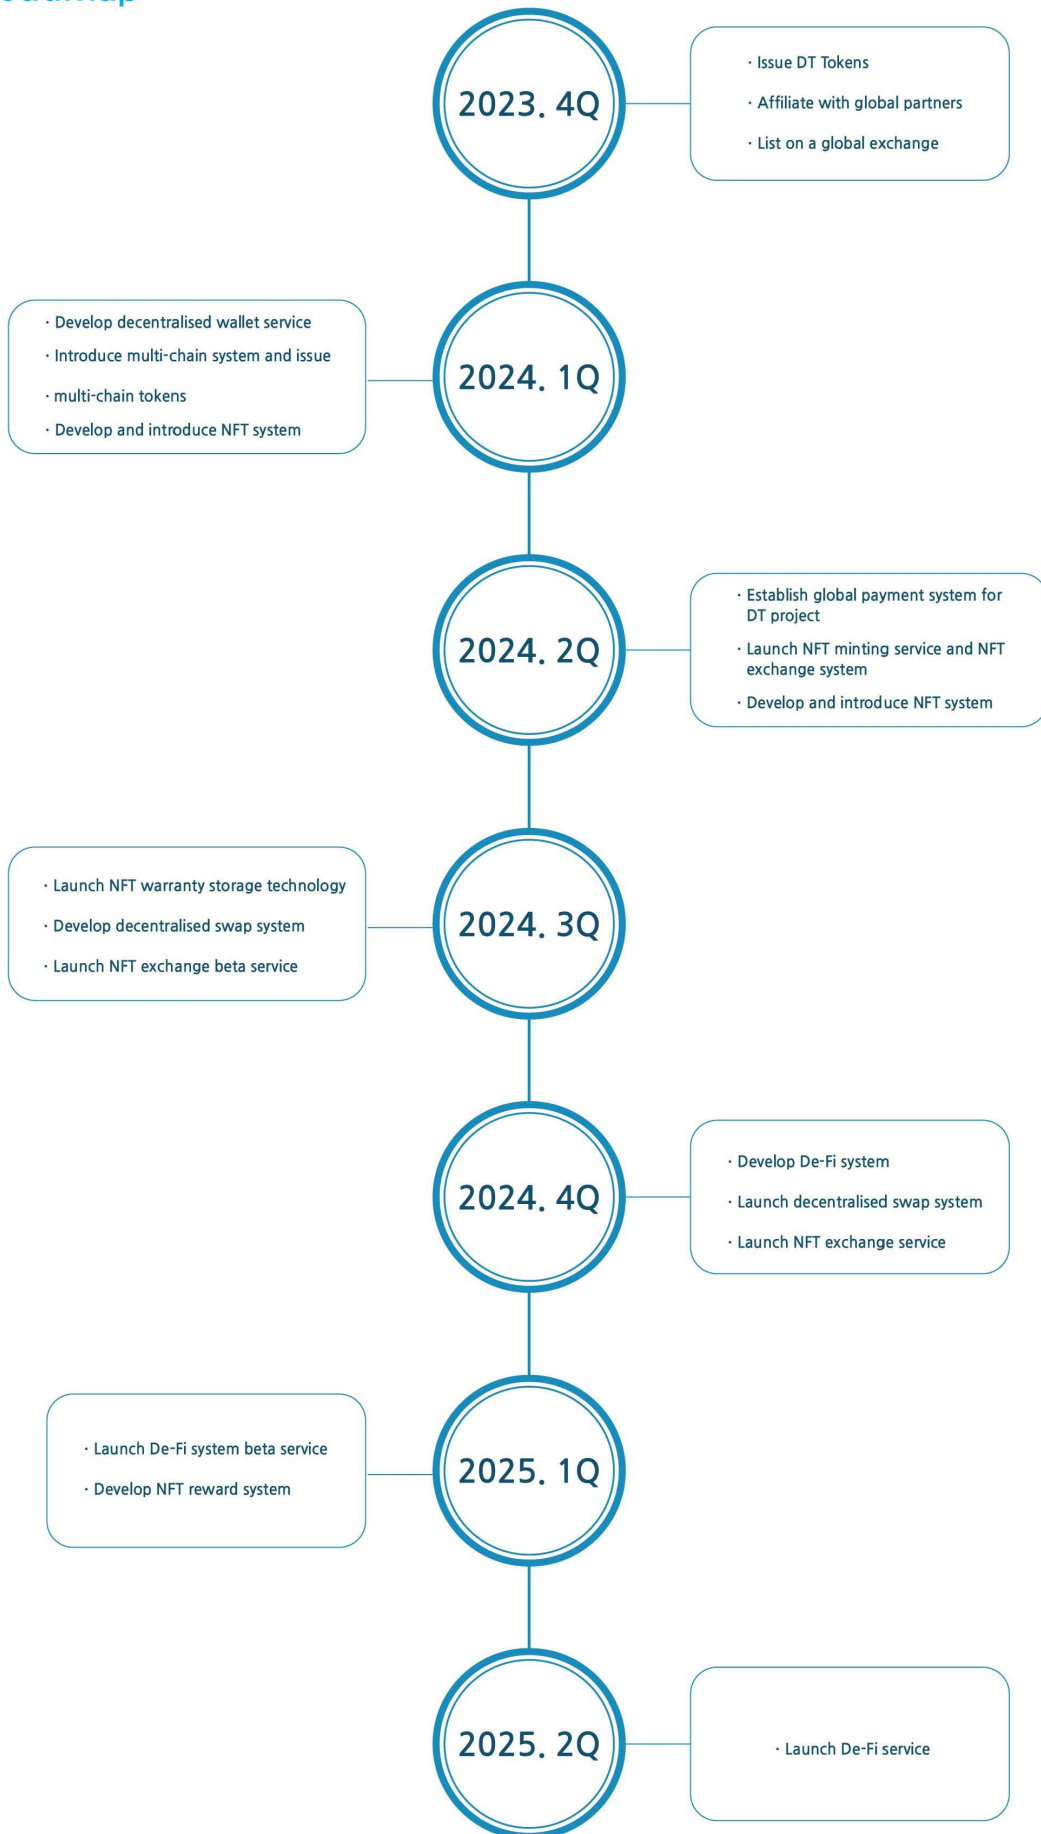 2023. 4Q
· Issue DT Tokens
· Affiliate with global partners
· List on a global exchange
2024. 1Q
· Develop decentralised wallet service
· Introduce multi-chain system and issue
· multi-chain tokens
· Develop and introduce NFT system
2024. 2Q
· Establish global payment system for
DT project
· Launch NFT minting service and NFT
exchange system
· Develop and introduce NFT system
2024. 3Q
· Launch NFT warranty storage technology
· Develop decentralised swap system
· Launch NFT exchange beta service
2024. 4Q
· Develop De-Fi system
· Launch decentralised swap system
· Launch NFT exchange service
2025. 1Q
· Launch De-Fi system beta service
· Develop NFT reward system
2025. 2Q
· Launch De-Fi service